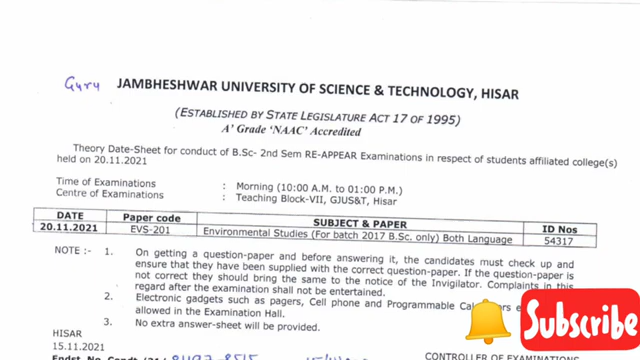 Guru JAMBHESHWAR UNIVERSITY OF SCIENCE & TECHNOLOGY, HISAR
(ESTABLISHED BY STATE LEGISLATURE ACT 17 OF 1995)
A' Grade 'NAAC' Accredited
Theory Date-Sheet for conduct of B.Sc- 2nd Sem RE-APPEAR Examinations in respect of students affiliated college(s)
held on 20.11.2021
Time of Examinations : Morning (10:00 A.M. to 01:00 P.M.)
Centre of Examinations : Teaching Block-VII, GJUS&T, Hisar
DATE Paper code SUBJECT & PAPER ID Nos
20.11.2021 EVS-201 Environmental Studies (For batch 2017 B.Sc. only) Both Language 54317
NOTE :- 1. On getting a question-paper and before answering it, the candidates must check up and
ensure that they have been supplied with the correct question-paper. If the question-paper is
not correct they should bring the same to the notice of the Invigilator. Complaints in this
regard after the examination shall not be entertained.
2. Electronic gadgets such as pagers, Cell phone and Programmable
allowed in the Examination Hall.
3. No extra answer-sheet will be provided.
Subscribe
HISAR
15.11.2021
CONTROLLER OF EXAMINATIONS
Endst. No.